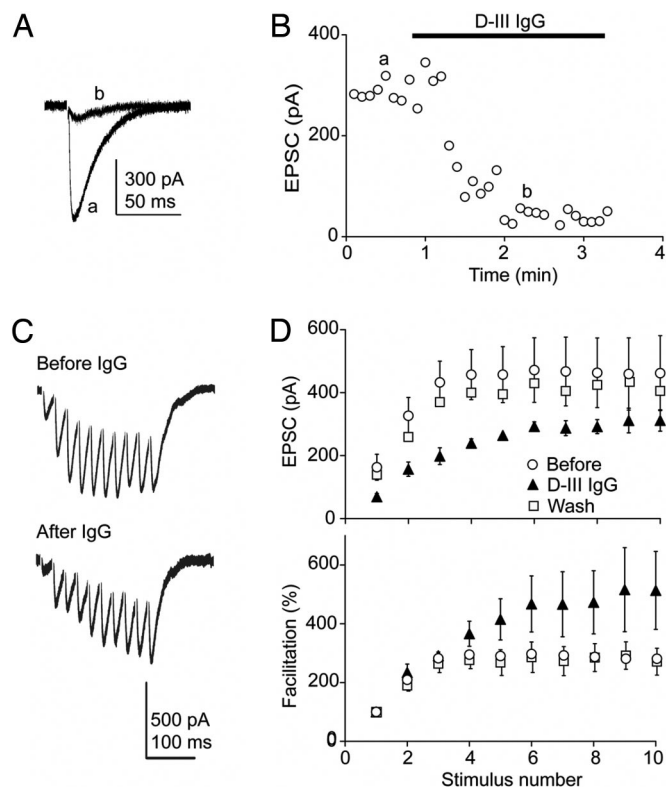 A
b
a
300 pA
50 ms
B
D-III IgG
EPSC (pA)
400
300
200
0
a
b
0
1
2
3
4
Time (min)
C
Before IgG
After IgG
500 pA
100 ms
D
EPSC (pA)
600
400
200
0
Before
D-III IgG
Wash
Facilitation (%)
600
400
200
0
0
2
4
6
8
10
Stimulus number